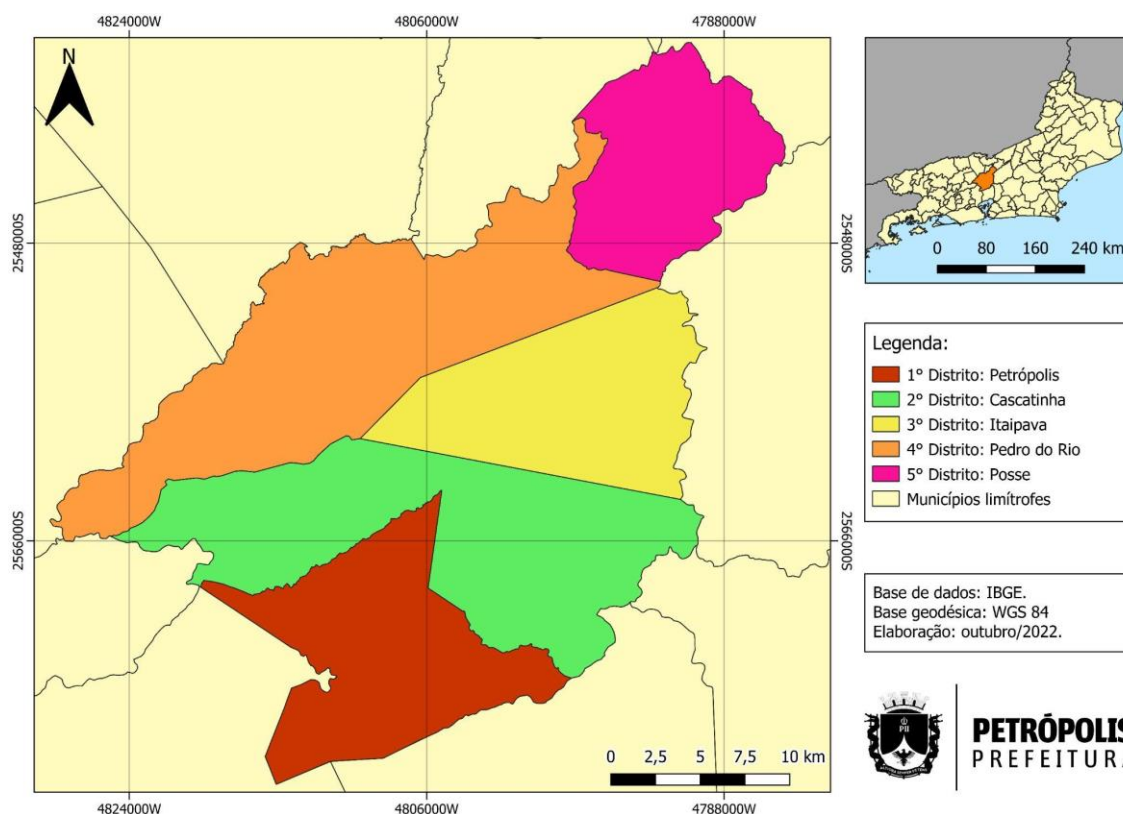 4824000W
4806000W
4788000W
N
2548000S
2548000S
2566000S
2566000S
0 2,5 5 7,5 10 km
4824000W
4806000W
4788000W
0 80 160 240 km
Legenda:
1° Distrito: Petrópolis
2° Distrito: Cascatinha
3° Distrito: Itaipava
4° Distrito: Pedro do Rio
5° Distrito: Posse
Municípios limítrofes
Base de dados: IBGE.
Base geodésica: WGS 84
Elaboração: outubro/2022.
PETRÓPOLIS
PREFEITURA